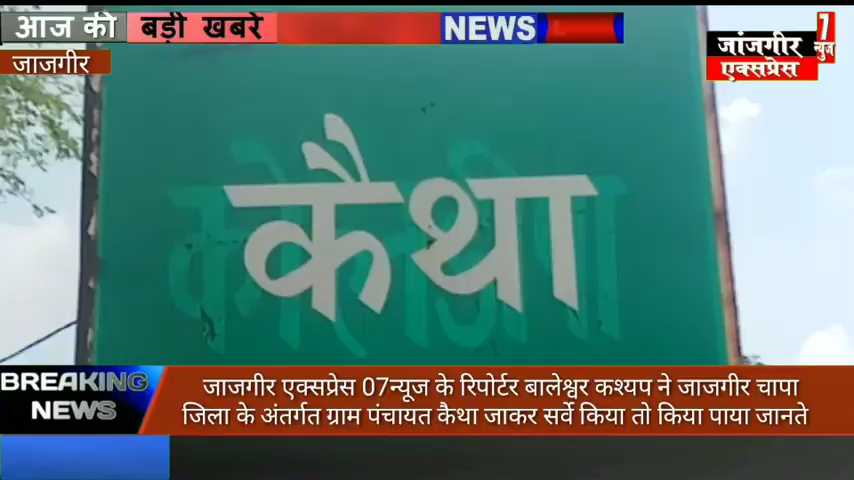 आज की बड़ी खबरे NEWS
7
जांजगीर न्युज
एक्सप्रेस
जाजगीर
कैथा
BREAKING NEWS
जाजगीर एक्सप्रेस 07न्यूज के रिपोर्टर बालेश्वर कश्यप ने जाजगीर चापा
जिला के अंतर्गत ग्राम पंचायत कैथा जाकर सर्वे किया तो किया पाया जानते